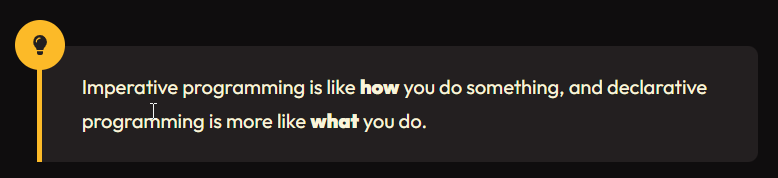 Imperative programming is like how you do something, and declarative
programming is more like what you do.